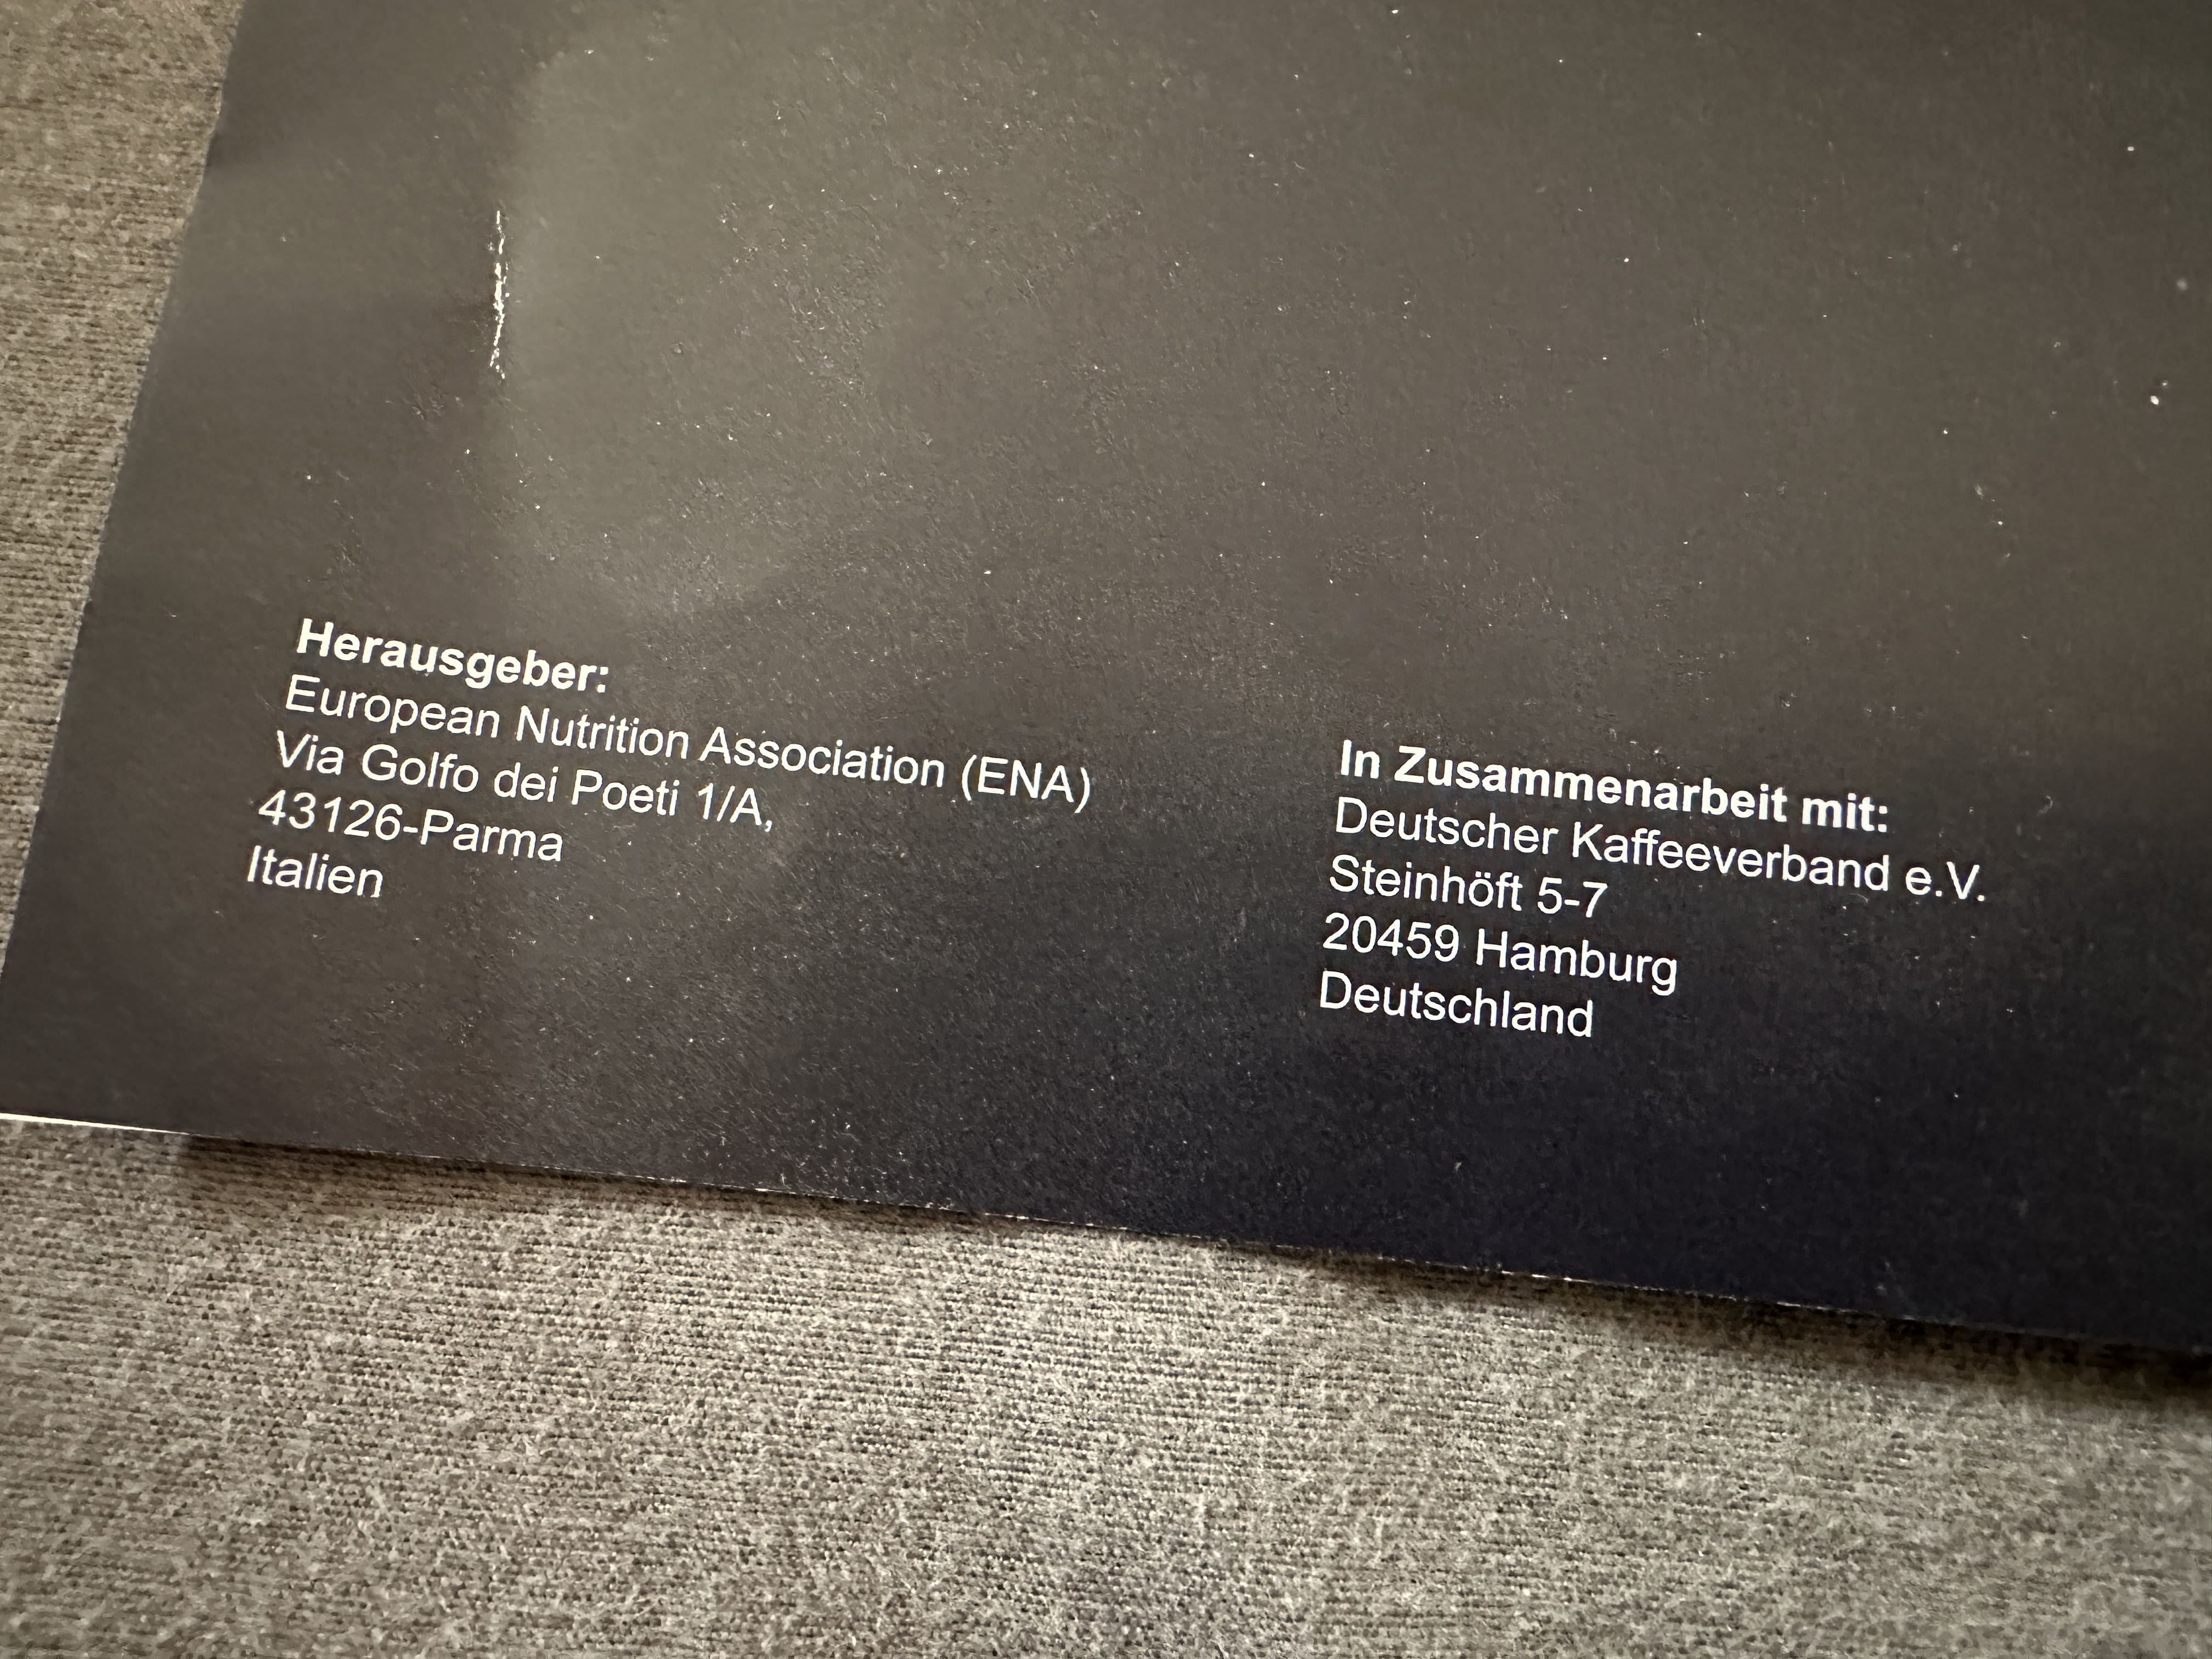 Herausgeber:
European Nutrition Association (ENA)
Via Golfo dei Poeti 1/A,
43126-Parma
Italien
In Zusammenarbeit mit:
Deutscher Kaffeeverband e.V.
Steinhöft 5-7
20459 Hamburg
Deutschland